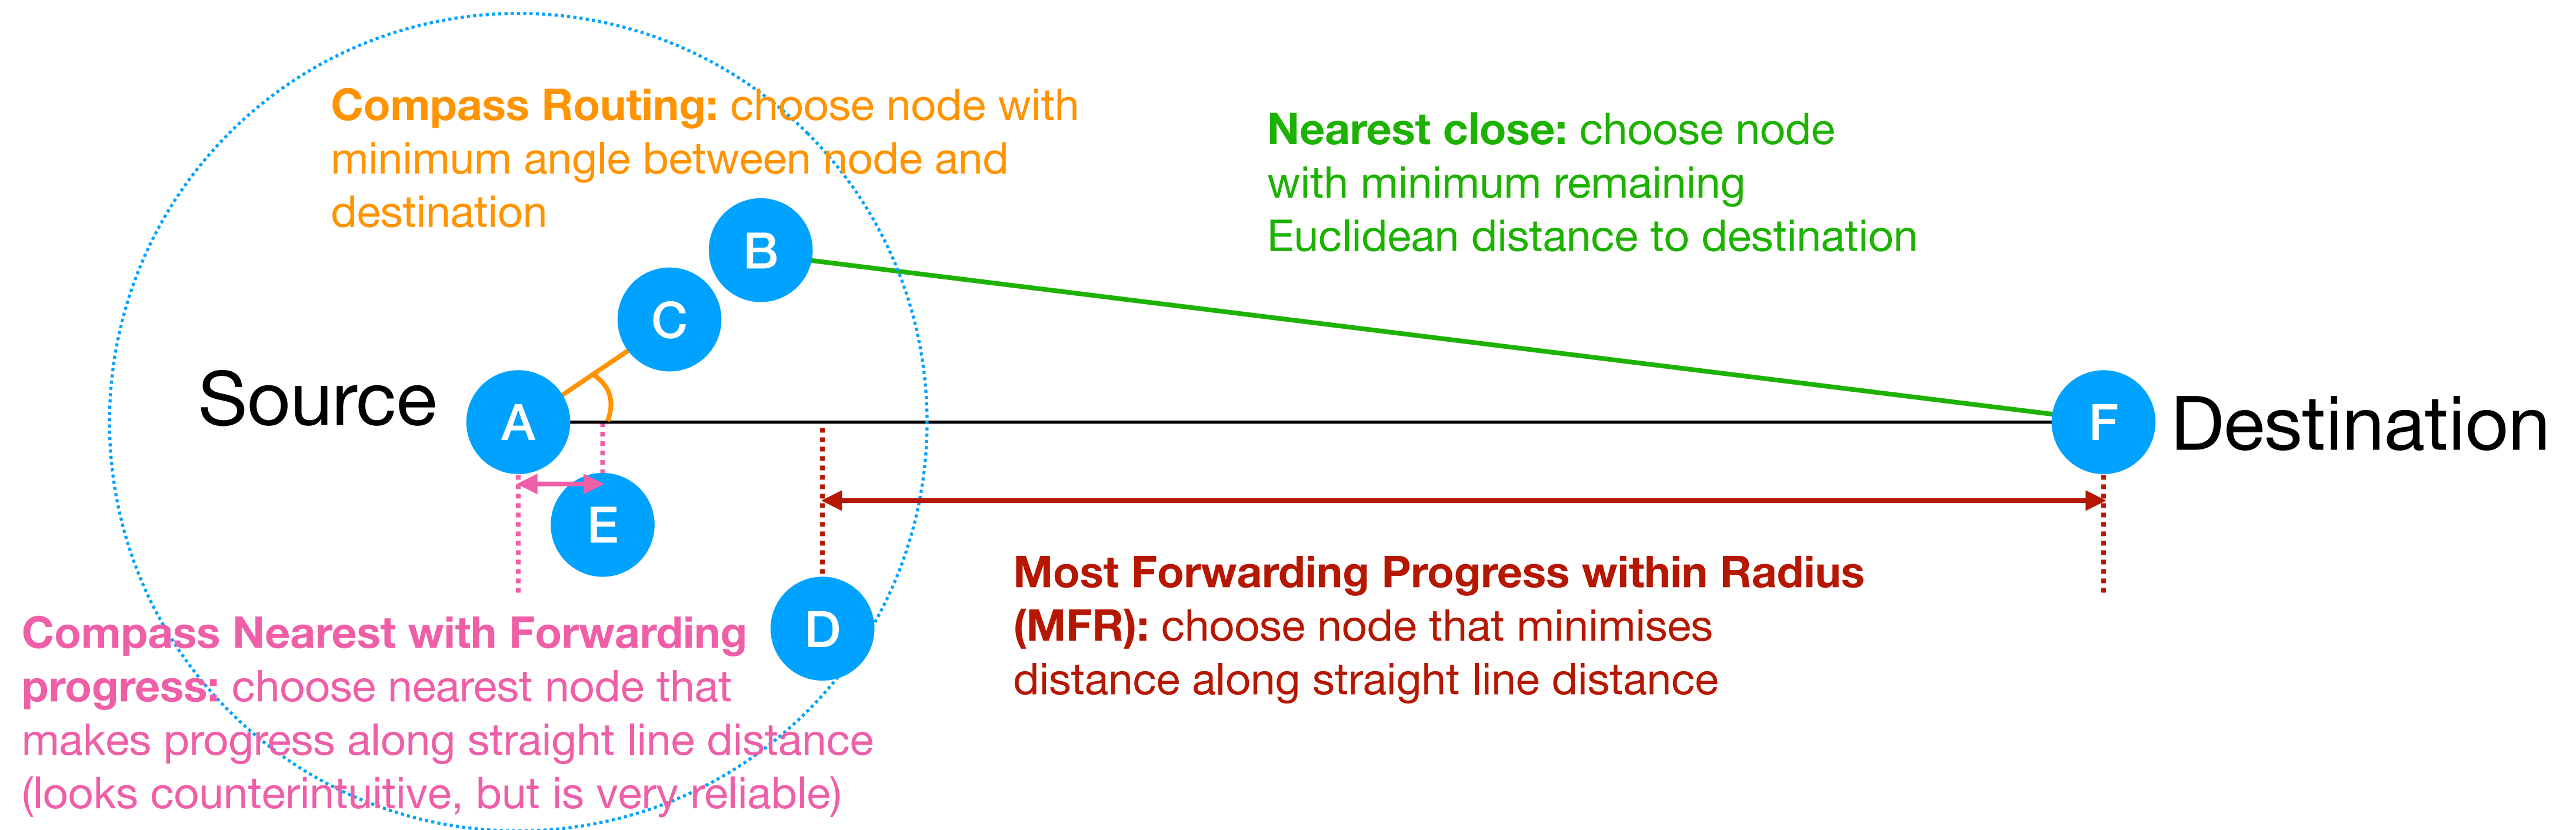 Compass Routing: choose node with
minimum angle between node and
destination
Nearest close: choose node
with minimum remaining
Euclidean distance to destination
B
C
Source
A
F
Destination
E
D
Most Forwarding Progress within Radius
(MFR): choose node that minimises
distance along straight line distance
Compass Nearest with Forwarding
progress: choose nearest node that
makes progress along straight line distance
(looks counterintuitive, but is very reliable)